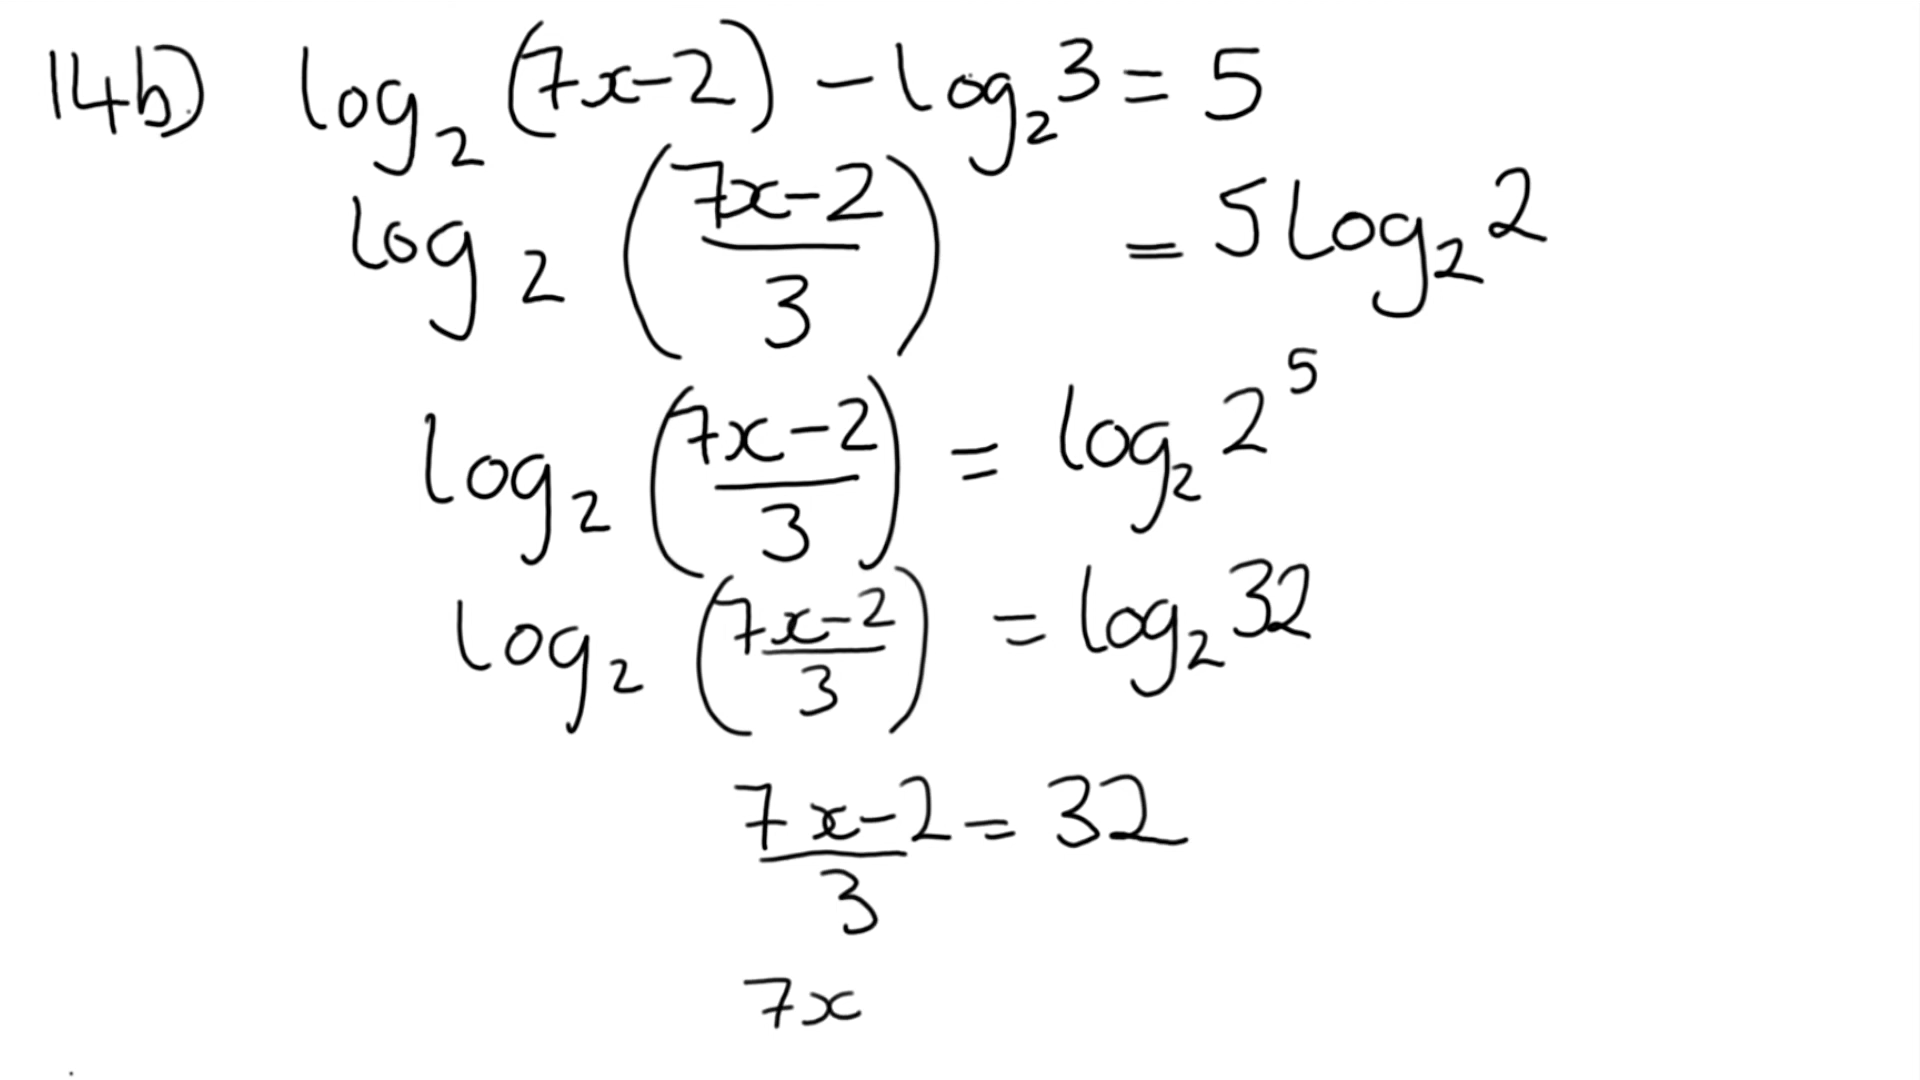 14b) log₂ (7x-2) - log₂3 = 5
log₂ ((7x-2)/3) = 5log₂2
log₂ ((7x-2)/3) = log₂2⁵
log₂ ((7x-2)/3) = log₂32
(7x-2)/3 = 32
7x